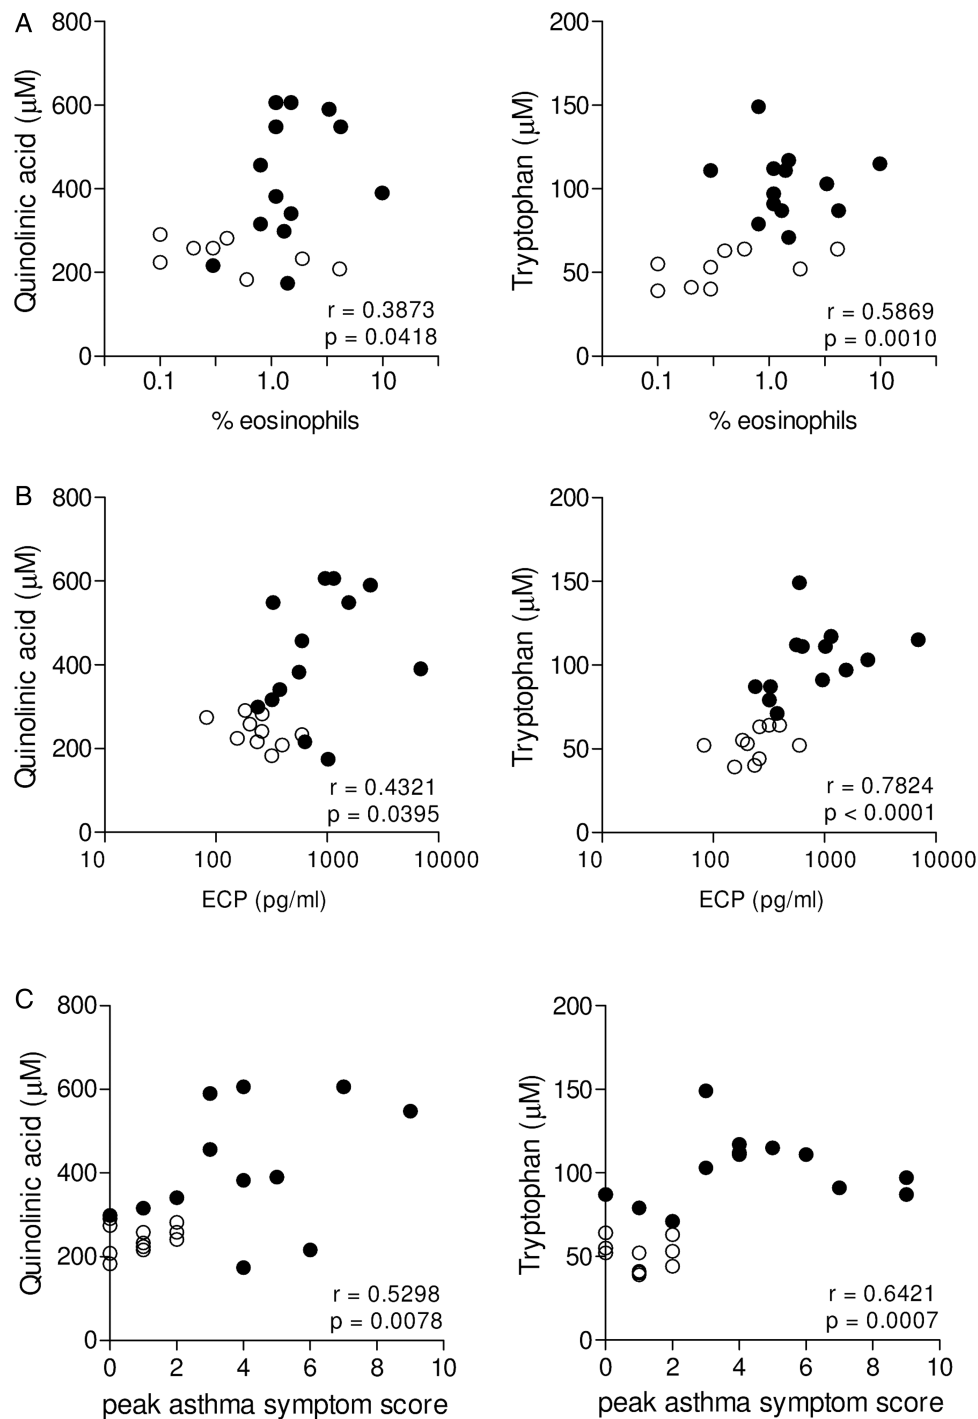 A
800
600
400
200
0
Quinolinic acid (μM)
r = 0.3873
p = 0.0418
0.1 1.0 10
% eosinophils
200
150
100
50
0
Tryptophan (μM)
r = 0.5869
p = 0.0010
0.1 1.0 10
% eosinophils
B
800
600
400
200
0
Quinolinic acid (μM)
r = 0.4321
p = 0.0395
10 100 1000 10000
ECP (pg/ml)
200
150
100
50
0
Tryptophan (μM)
r = 0.7824
p < 0.0001
10 100 1000 10000
ECP (pg/ml)
C
800
600
400
200
0
Quinolinic acid (μM)
r = 0.5298
p = 0.0078
0 2 4 6 8 10
peak asthma symptom score
200
150
100
50
0
Tryptophan (μM)
r = 0.6421
p = 0.0007
0 2 4 6 8 10
peak asthma symptom score